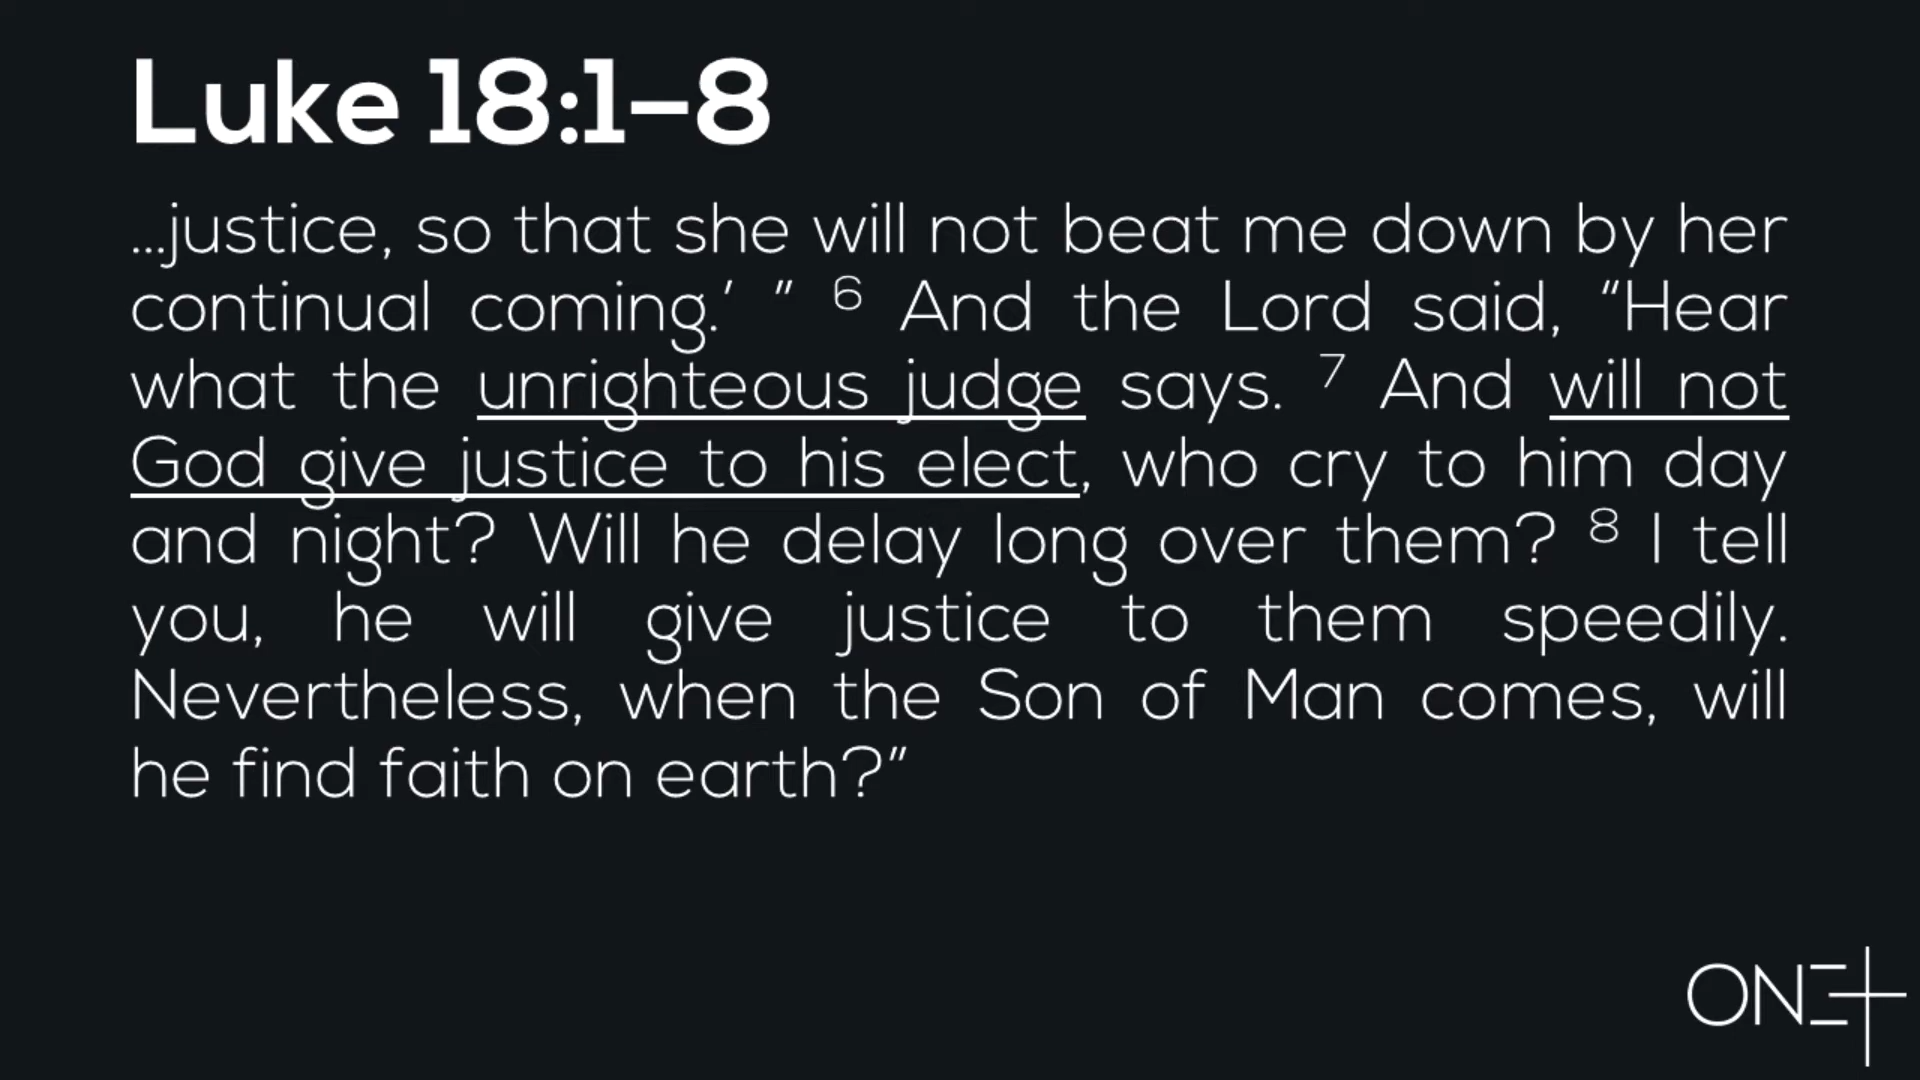 Luke 18:1–8
...justice, so that she will not beat me down by her
continual coming.’ ” 6 And the Lord said, “Hear
what the unrighteous judge says. 7 And will not
God give justice to his elect, who cry to him day
and night? Will he delay long over them? 8 I tell
you, he will give justice to them speedily.
Nevertheless, when the Son of Man comes, will
he find faith on earth?”
ONE